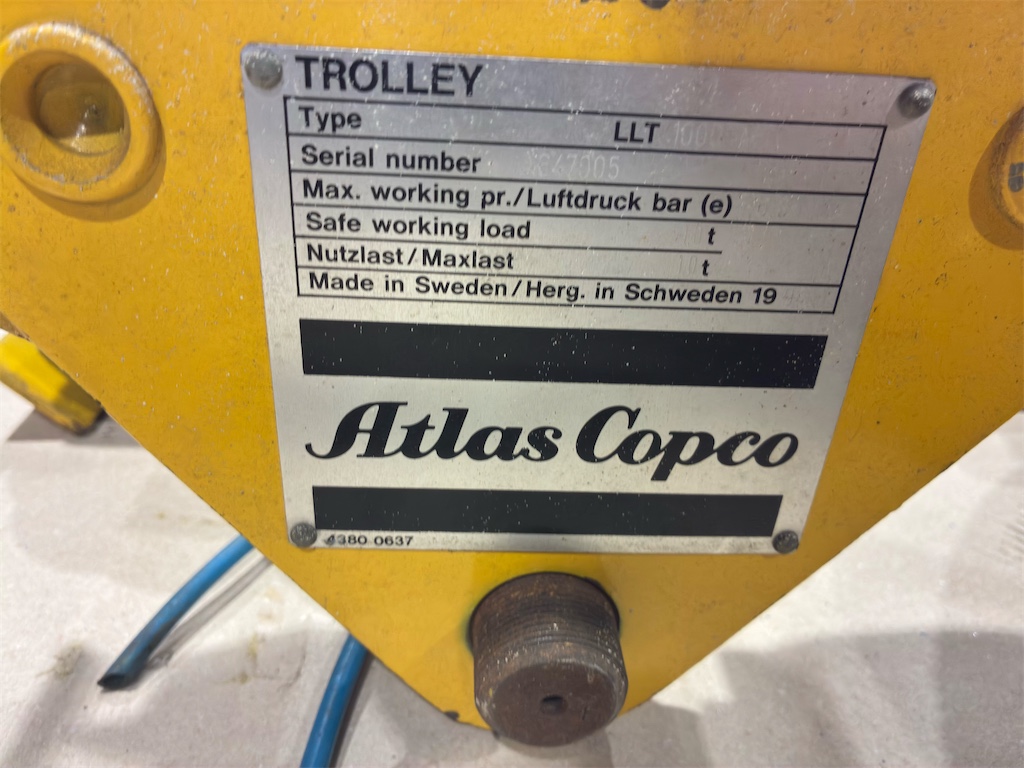 TROLLEY
Type LLT
Serial number
Max. working pr./Luftdruck bar (e)
Safe working load t
Nutzlast/Maxlast t
Made in Sweden/Herg. in Schweden 19
Atlas Copco
4380 0637